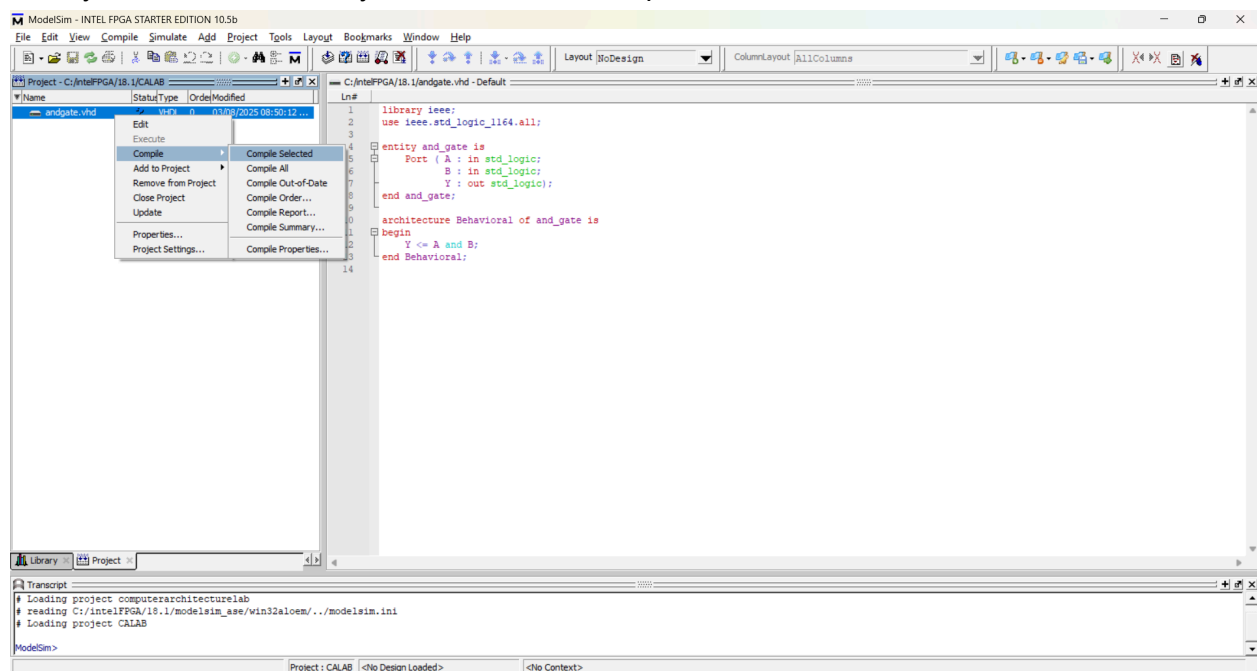 ModelSim - INTEL FPGA STARTER EDITION 10.5b
File Edit View Compile Simulate Add Project Tools Layout Bookmarks Window Help
Layout NoDesign
ColumnLayout AllColumns
Project - C:/intelFPGA/18.1/CALAB
Name Status Type Order Modified
andgate.vhd VHDL 0 03/08/2025 08:50:12 ...
Edit
Execute
Compile
Add to Project
Remove from Project
Close Project
Update
Properties...
Project Settings...
Compile Selected
Compile All
Compile Out-of-Date
Compile Order...
Compile Report...
Compile Summary...
Compile Properties...
C:/intelFPGA/18.1/andgate.vhd - Default
Ln#
1 library ieee;
2 use ieee.std_logic_1164.all;
3
4 entity and_gate is
5 Port ( A : in std_logic;
6 B : in std_logic;
7 Y : out std_logic);
8 end and_gate;
9
0 architecture Behavioral of and_gate is
1 begin
2 Y <= A and B;
3 end Behavioral;
14
Library Project
Transcript
# Loading project computerarchitecturelab
# reading C:/intelFPGA/18.1/modelsim_ase/win32aloem/../modelsim.ini
# Loading project CALAB
ModelSim>
Project : CALAB <No Design Loaded> <No Context>